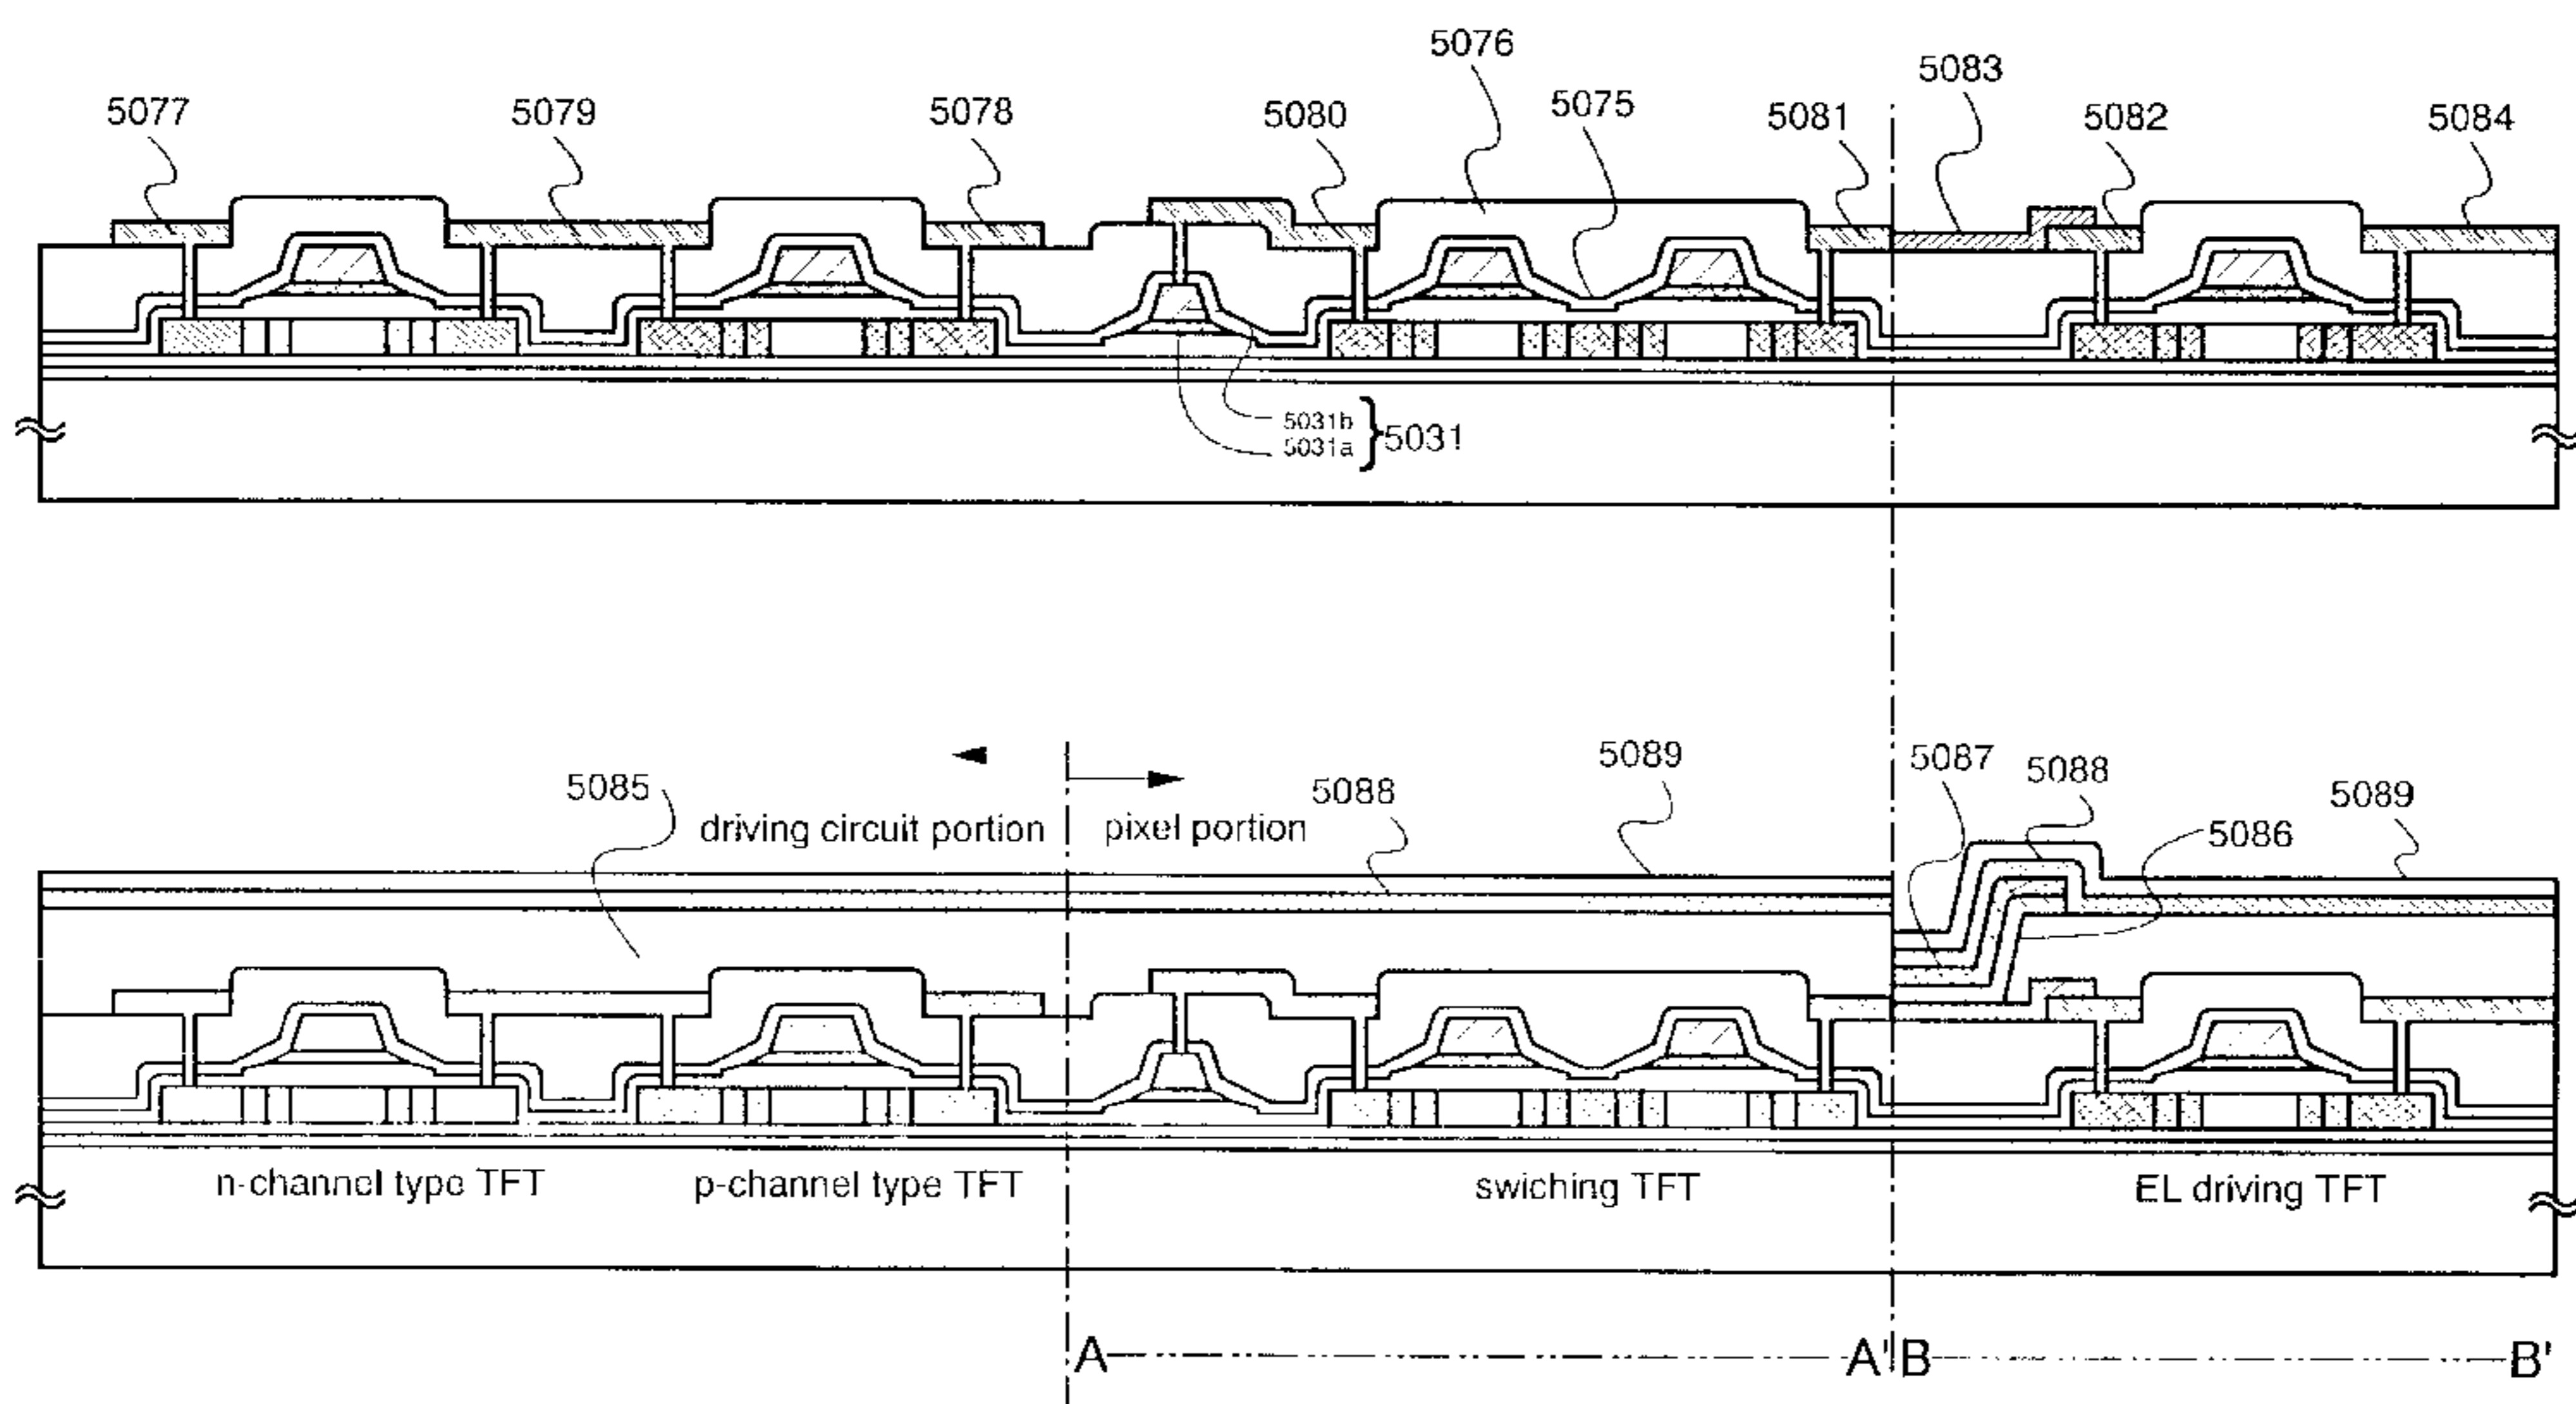 5076
5083
5077
5079
5078
5080
5075
5081
5082
5084
5031b
5031a
5031
5089
5087
5088
5085
5088
5089
5086
driving circuit portion
pixel portion
n-channel type TFT
p-channel type TFT
swiching TFT
EL driving TFT
A
A'
B
B'